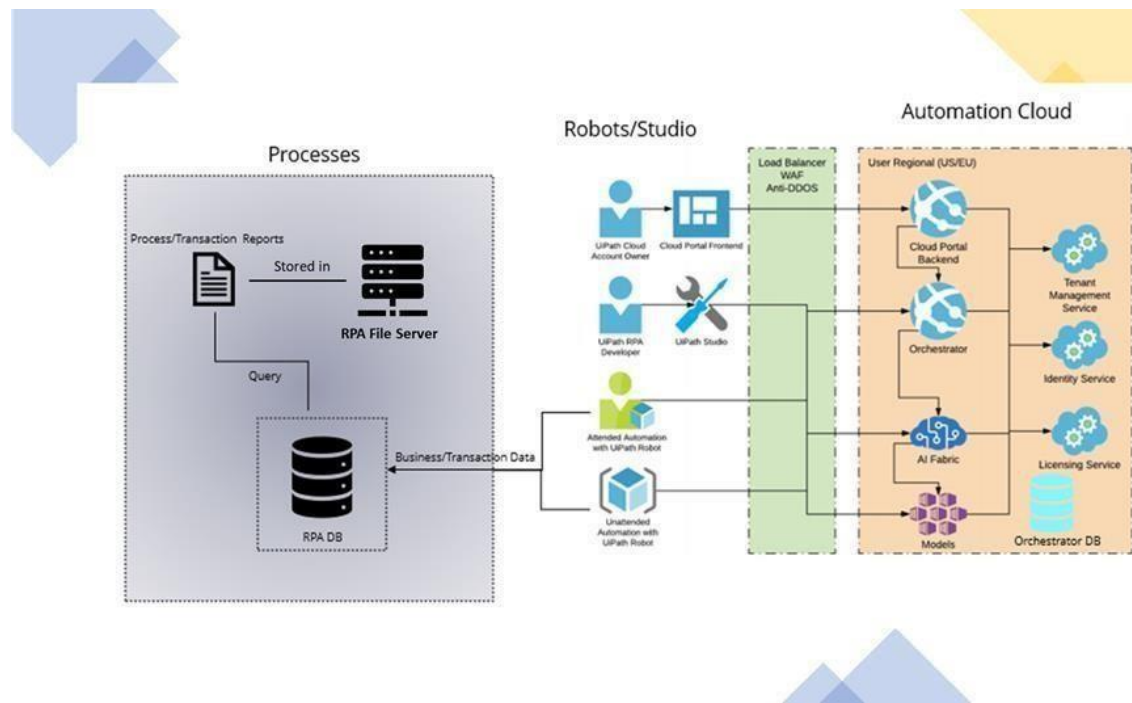 Automation Cloud
Robots/Studio
Processes
Load Balancer
WAF
Anti-DDOS
User Regional (US/EU)
Process/Transaction Reports
Stored in
RPA File Server
Query
Business/Transaction Data
RPA DB
UiPath Cloud
Account Owner
Cloud Portal Frontend
UiPath RPA
Developer
UiPath Studio
Attended Automation
with UiPath Robot
Unattended
Automation with
UiPath Robot
Cloud Portal
Backend
Orchestrator
AI Fabric
Models
Tenant
Management
Service
Identity Service
Licensing Service
Orchestrator DB